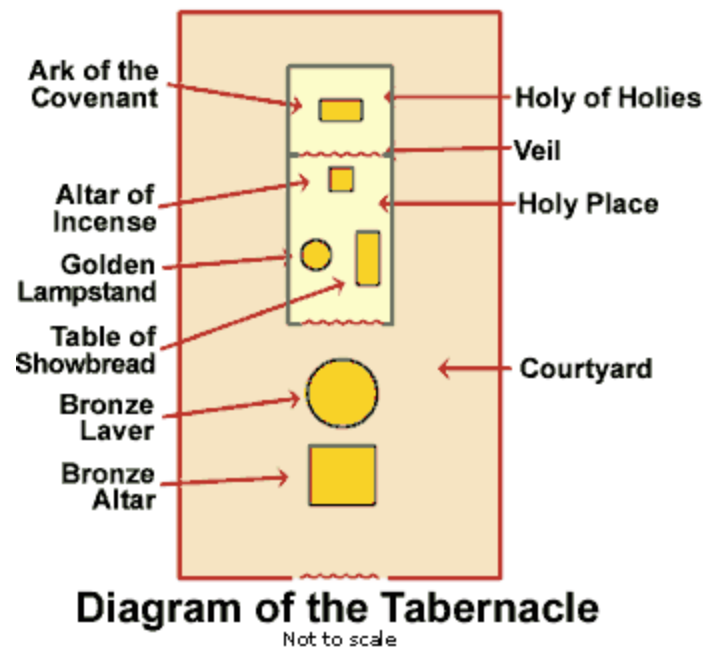 Ark of the
Covenant
Holy of Holies
Veil
Altar of
Incense
Holy Place
Golden
Lampstand
Table of
Showbread
Courtyard
Bronze
Laver
Bronze
Altar
Diagram of the Tabernacle
Not to scale